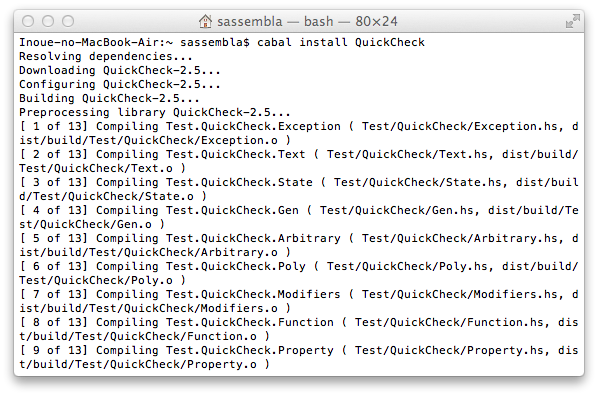 sassembla — bash — 80×24
Inoue-no-MacBook-Air:~ sassembla$ cabal install QuickCheck
Resolving dependencies...
Downloading QuickCheck-2.5...
Configuring QuickCheck-2.5...
Building QuickCheck-2.5...
Preprocessing library QuickCheck-2.5...
[ 1 of 13] Compiling Test.QuickCheck.Exception ( Test/QuickCheck/Exception.hs, d
ist/build/Test/QuickCheck/Exception.o )
[ 2 of 13] Compiling Test.QuickCheck.Text ( Test/QuickCheck/Text.hs, dist/build/
Test/QuickCheck/Text.o )
[ 3 of 13] Compiling Test.QuickCheck.State ( Test/QuickCheck/State.hs, dist/buil
d/Test/QuickCheck/State.o )
[ 4 of 13] Compiling Test.QuickCheck.Gen ( Test/QuickCheck/Gen.hs, dist/build/Te
st/QuickCheck/Gen.o )
[ 5 of 13] Compiling Test.QuickCheck.Arbitrary ( Test/QuickCheck/Arbitrary.hs, d
ist/build/Test/QuickCheck/Arbitrary.o )
[ 6 of 13] Compiling Test.QuickCheck.Poly ( Test/QuickCheck/Poly.hs, dist/build/
Test/QuickCheck/Poly.o )
[ 7 of 13] Compiling Test.QuickCheck.Modifiers ( Test/QuickCheck/Modifiers.hs, d
ist/build/Test/QuickCheck/Modifiers.o )
[ 8 of 13] Compiling Test.QuickCheck.Function ( Test/QuickCheck/Function.hs, dis
t/build/Test/QuickCheck/Function.o )
[ 9 of 13] Compiling Test.QuickCheck.Property ( Test/QuickCheck/Property.hs, dis
t/build/Test/QuickCheck/Property.o )